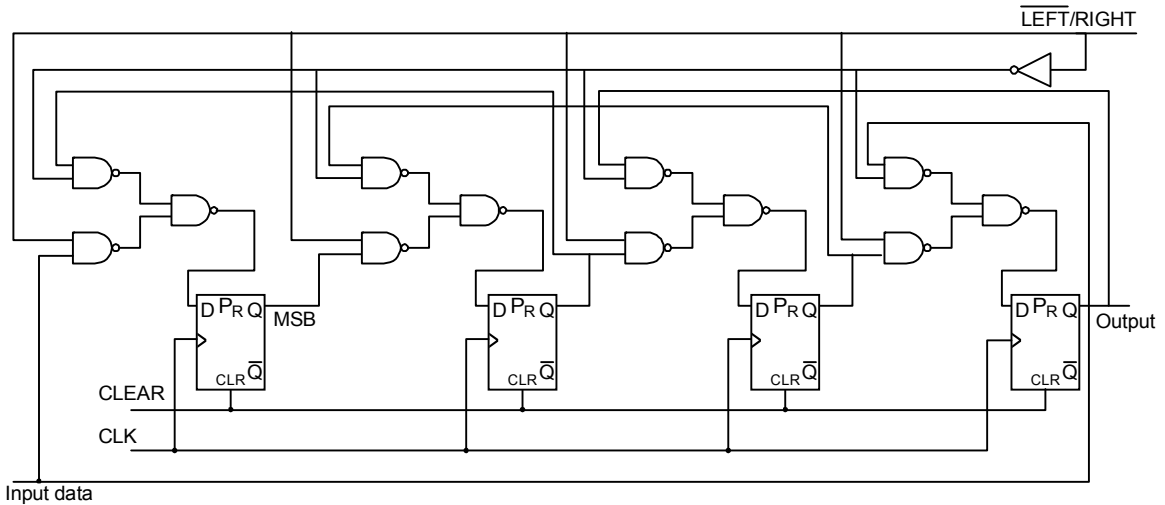 LEFT/RIGHT
D PR Q
MSB
CLR Q
D PR Q
CLR Q
D PR Q
CLR Q
D PR Q
Output
CLR Q
CLEAR
CLK
Input data